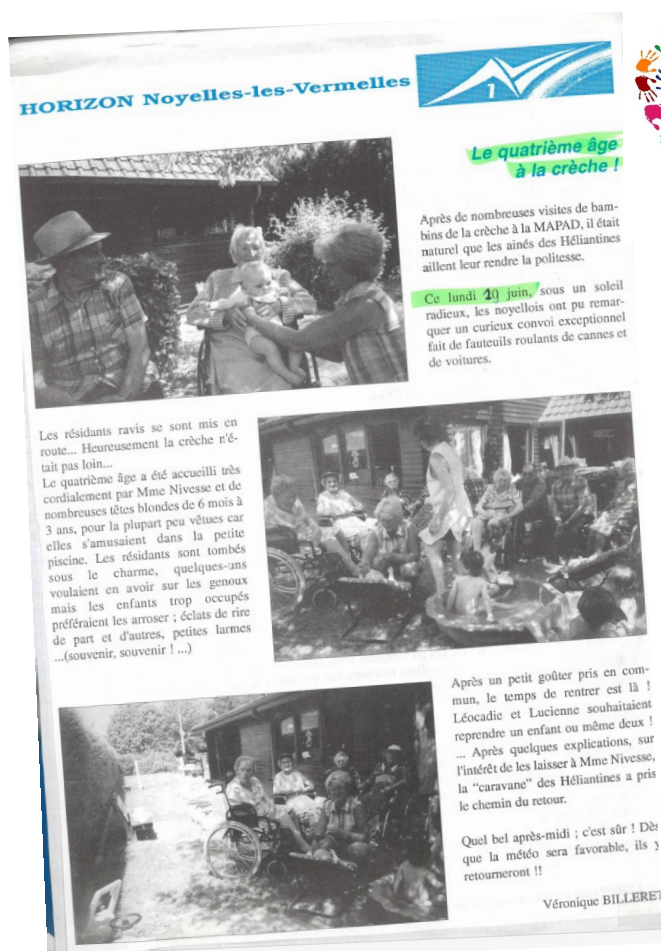 HORIZON Noyelles-les-Vermelles
7
Le quatrième âge
à la crèche !
Après de nombreuses visites de bam-
bins de la crèche à la MAPAD, il était
naturel que les ainés des Héliantines
aillent leur rendre la politesse.
Ce lundi 19 juin, sous un soleil
radieux, les noyellois ont pu remar-
quer un curieux convoi exceptionnel
fait de fauteuils roulants de cannes et
de voitures.
Les résidants ravis se sont mis en
route... Heureusement la crèche n'é-
tait pas loin...
Le quatrième âge a été accueilli très
cordialement par Mme Nivesse et de
nombreuses têtes blondes de 6 mois à
3 ans, pour la plupart peu vêtues car
elles s'amusaient dans la petite
piscine. Les résidants sont tombés
sous le charme, quelques-uns
voulaient en avoir sur les genoux
mais les enfants trop occupés
préféraient les arroser ; éclats de rire
de part et d'autres, petites larmes
...(souvenir, souvenir ! ...)
Après un petit goûter pris en com-
mun, le temps de rentrer est là !
Léocadie et Lucienne souhaitaient
reprendre un enfant ou même deux !
... Après quelques explications, sur
l'intérêt de les laisser à Mme Nivesse,
la "caravane" des Héliantines a pris
le chemin du retour.
Quel bel après-midi ; c'est sûr ! Dès
que la météo sera favorable, ils y
retourneront !!
Véronique BILLERET